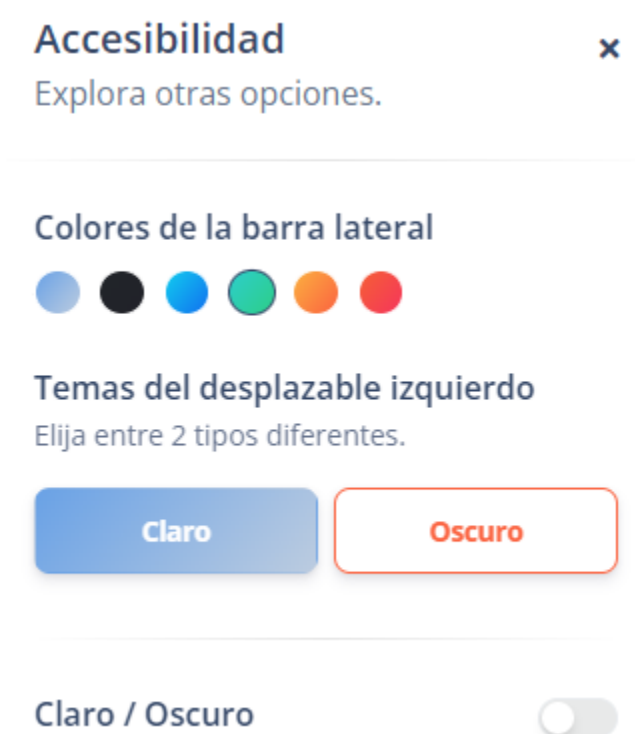 Accesibilidad
×
Explora otras opciones.
Colores de la barra lateral
Temas del desplazable izquierdo
Elija entre 2 tipos diferentes.
Claro
Oscuro
Claro / Oscuro